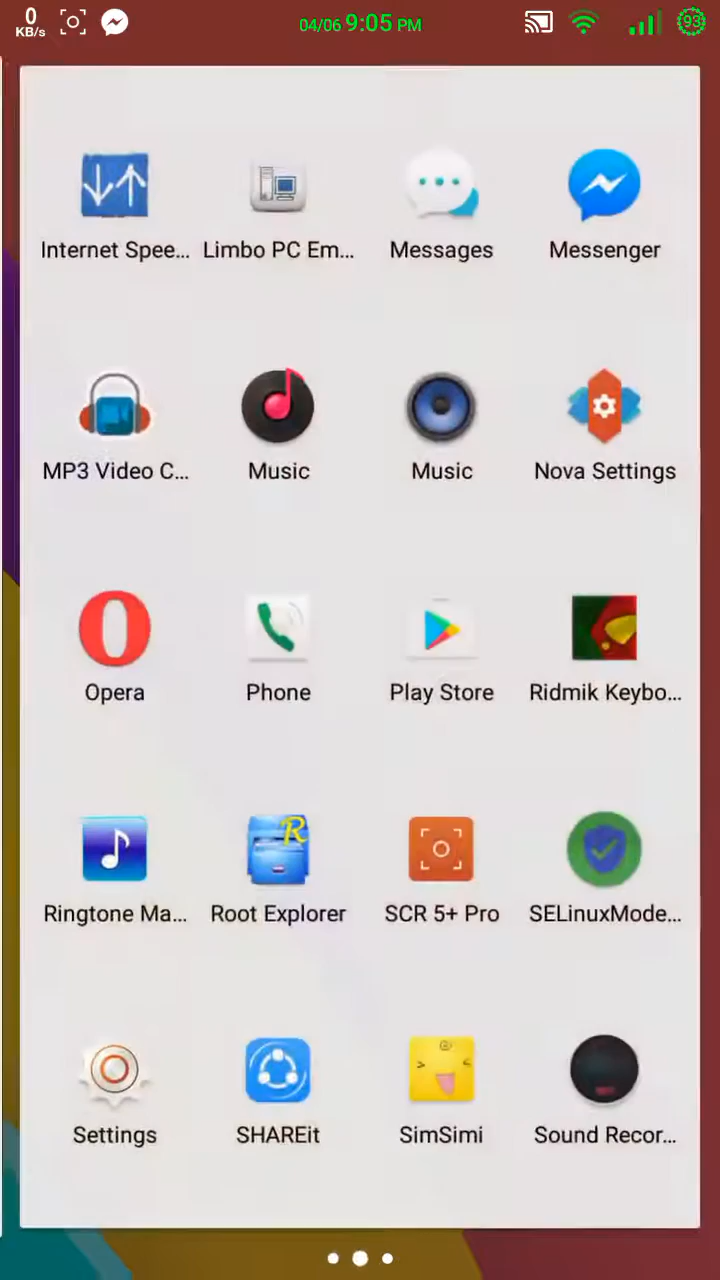 0
KB/s
04/06 9:05 PM
93
Internet Spee... Limbo PC Em... Messages Messenger
MP3 Video C... Music Music Nova Settings
Opera Phone Play Store Ridmik Keybo...
R
Ringtone Ma... Root Explorer SCR 5+ Pro SELinuxMode...
Settings SHAREit SimSimi Sound Recor...